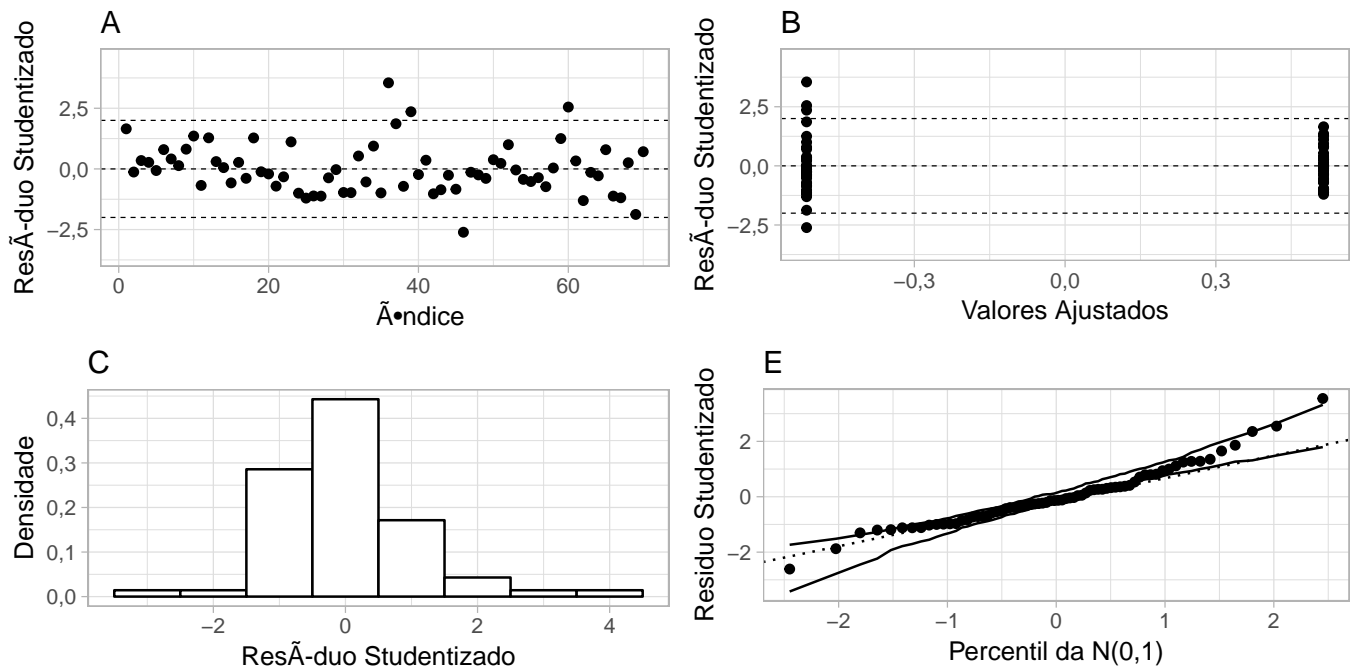 A
ResÃ-duo Studentizado
2,5
0,0
−2,5
0
20
40
60
Ã•ndice
B
ResÃ-duo Studentizado
2,5
0,0
−2,5
−0,3
0,0
0,3
Valores Ajustados
C
Densidade
0,4
0,3
0,2
0,1
0,0
−2
0
2
4
ResÃ-duo Studentizado
E
Residuo Studentizado
2
0
−2
−2
−1
0
1
2
Percentil da N(0,1)